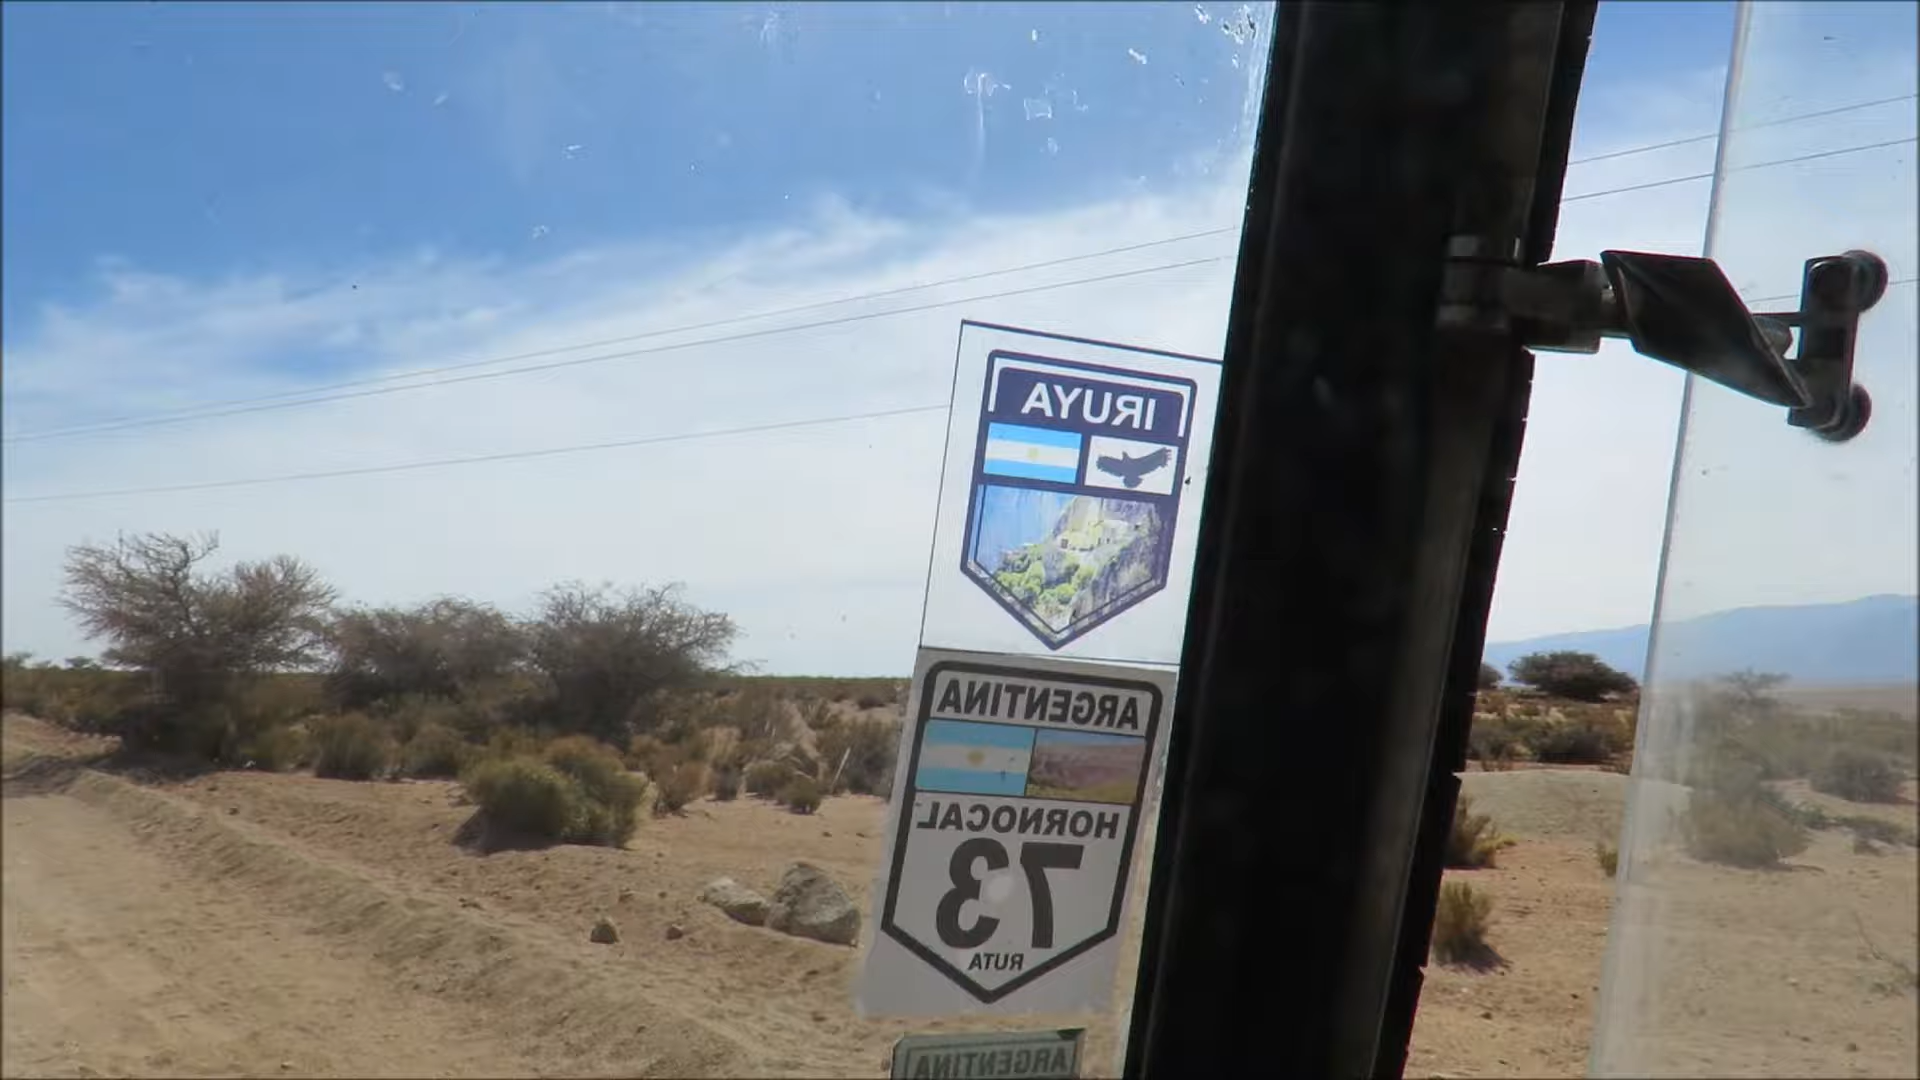 IRUYA
ARGENTINA
HORNOCAL
73
RUTA
ARGENTINA